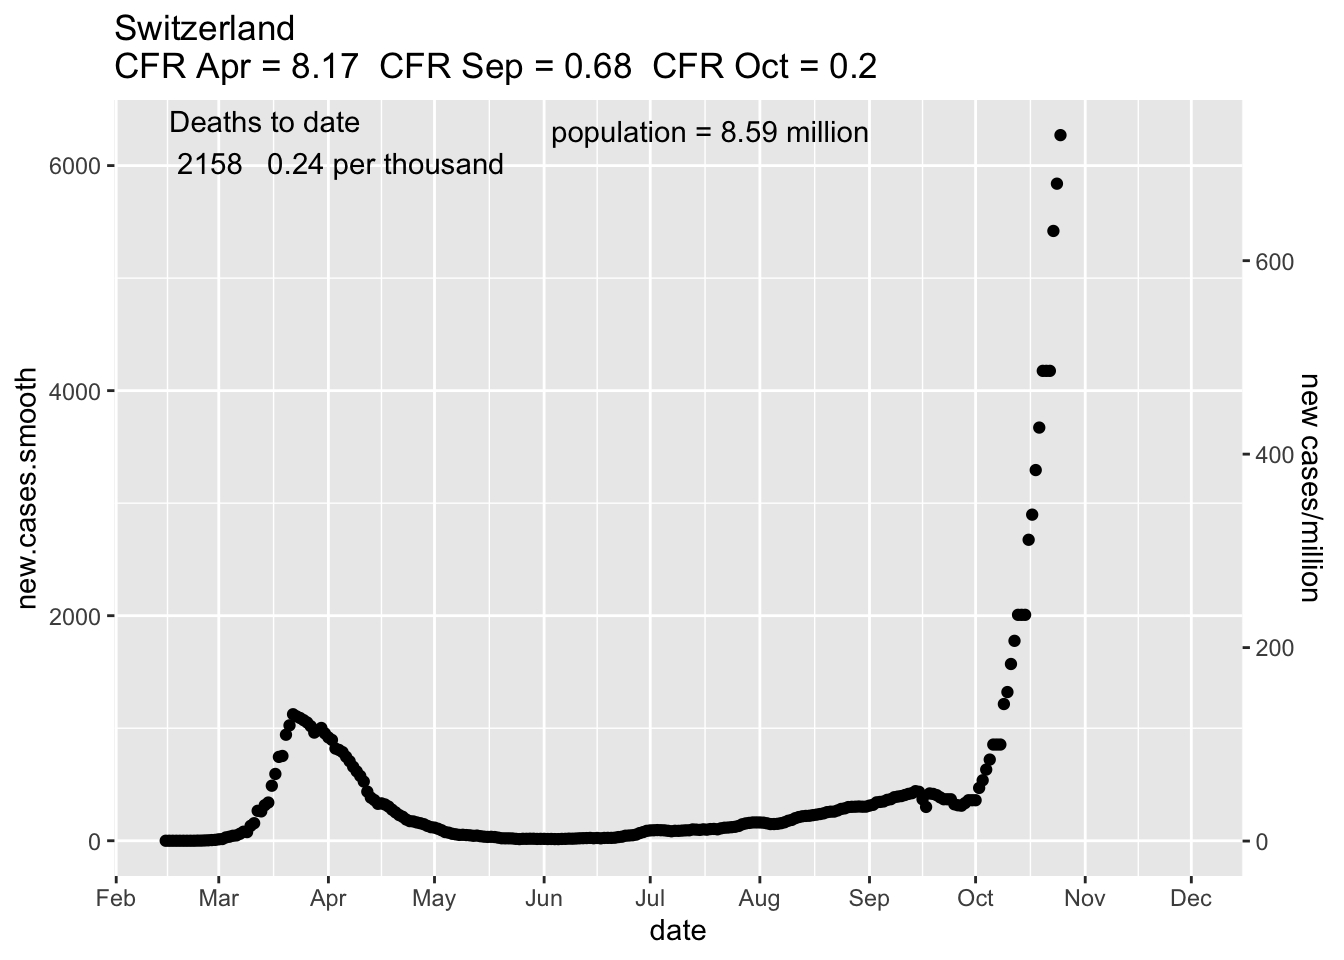 Switzerland
CFR Apr = 8.17  CFR Sep = 0.68  CFR Oct = 0.2
Deaths to date
2158   0.24 per thousand
population = 8.59 million
new.cases.smooth
6000
4000
2000
0
600
400
200
0
new cases/million
Feb Mar Apr May Jun Jul Aug Sep Oct Nov Dec
date